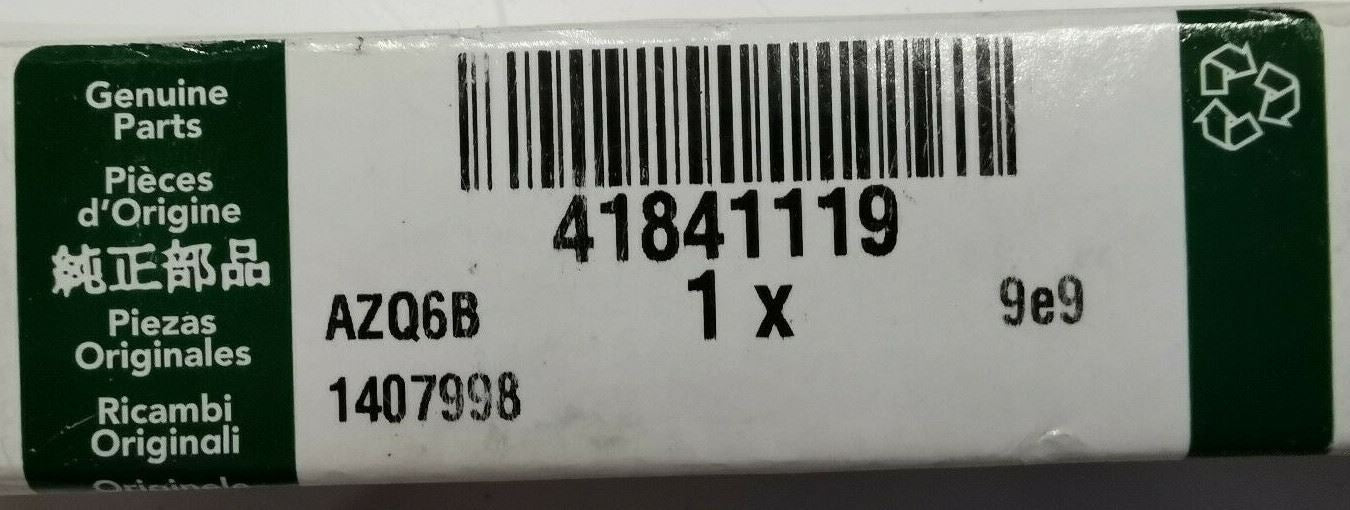 Genuine
Parts
Pièces
d'Origine
純正部品
Piezas
Originales
Ricambi
Originali
41841119
AZQ6B
1 x
9e9
1407998